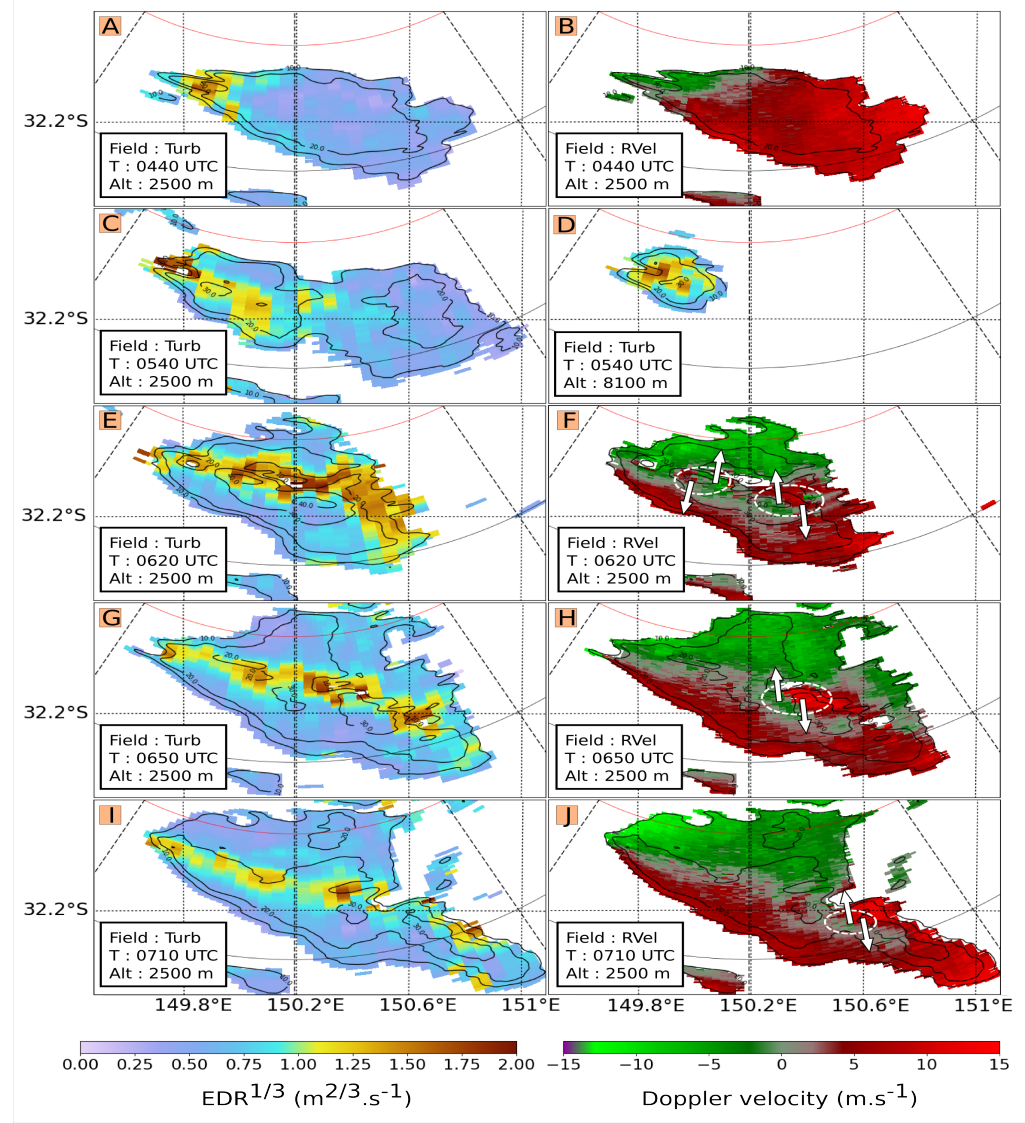 A
B
32.2°S
Field : Turb
T : 0440 UTC
Alt : 2500 m
Field : RVel
T : 0440 UTC
Alt : 2500 m
C
D
32.2°S
Field : Turb
T : 0540 UTC
Alt : 2500 m
Field : Turb
T : 0540 UTC
Alt : 8100 m
E
F
32.2°S
Field : Turb
T : 0620 UTC
Alt : 2500 m
Field : RVel
T : 0620 UTC
Alt : 2500 m
G
H
32.2°S
Field : Turb
T : 0650 UTC
Alt : 2500 m
Field : RVel
T : 0650 UTC
Alt : 2500 m
I
J
32.2°S
Field : Turb
T : 0710 UTC
Alt : 2500 m
Field : RVel
T : 0710 UTC
Alt : 2500 m
149.8°E 150.2°E 150.6°E 151°E 149.8°E 150.2°E 150.6°E 151°E
0.00 0.25 0.50 0.75 1.00 1.25 1.50 1.75 2.00
−15 −10 −5 0 5 10 15
EDR^1/3 (m^2/3.s^-1)
Doppler velocity (m.s^-1)